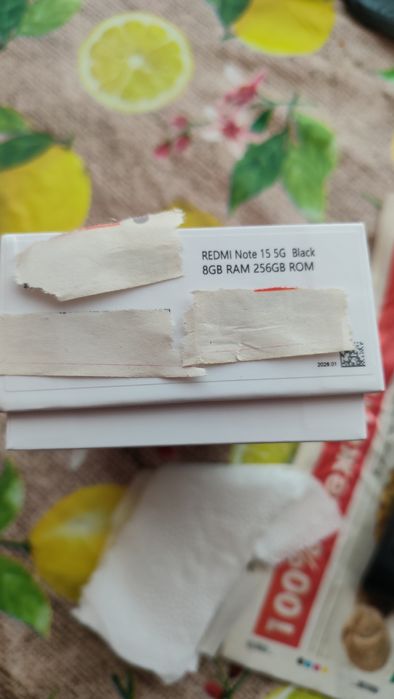 REDMI Note 15 5G Black
8GB RAM 256GB ROM
2026.01
100%